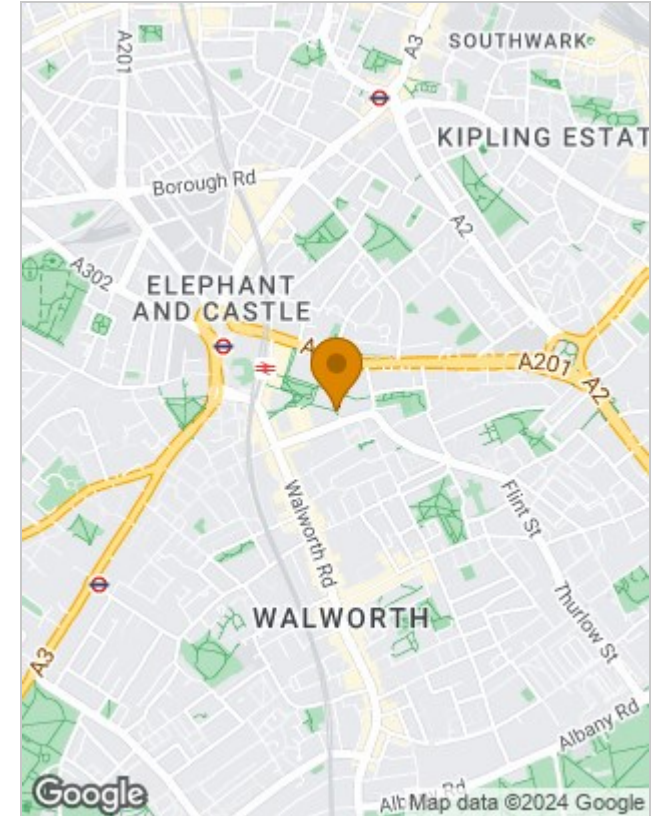 A201
A3
SOUTHWARK
KIPLING ESTAT
Borough Rd
A2
A302
ELEPHANT
AND CASTLE
A201
A2
Flint St
Walworth Rd
Thurlow St
WALWORTH
A3
Albany Rd
Google
Map data ©2024 Google